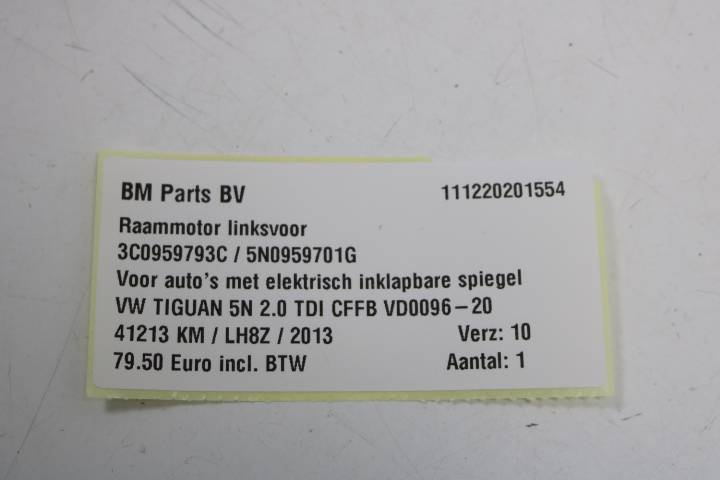 BM Parts BV 111220201554
Raammotor linksvoor
3C0959793C / 5N0959701G
Voor auto's met elektrisch inklapbare spiegel
VW TIGUAN 5N 2.0 TDI CFFB VD0096-20
41213 KM / LH8Z / 2013 Verz: 10
79.50 Euro incl. BTW Aantal: 1